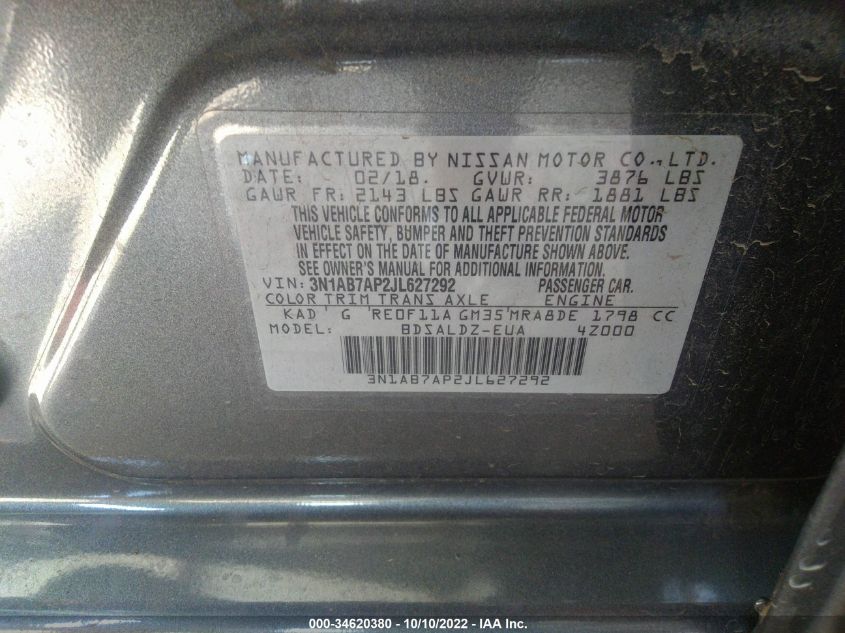 MANUFACTURED BY NISSAN MOTOR CO., LTD.
DATE: 02/18. GVWR: 3876 LBS
GAWR FR: 2143 LBS GAWR RR: 1881 LBS
THIS VEHICLE CONFORMS TO ALL APPLICABLE FEDERAL MOTOR
VEHICLE SAFETY, BUMPER AND THEFT PREVENTION STANDARDS
IN EFFECT ON THE DATE OF MANUFACTURE SHOWN ABOVE.
SEE OWNER'S MANUAL FOR ADDITIONAL INFORMATION.
VIN: 3N1AB7AP2JL627292 PASSENGER CAR.
COLOR TRIM TRANS AXLE ENGINE
KAD G RE0F11A GM35 MRA8DE 1798 CC
MODEL: BDSALDZ-EUA 4Z000
3N1AB7AP2JL627292
000-34620380 - 10/10/2022 - IAA Inc.